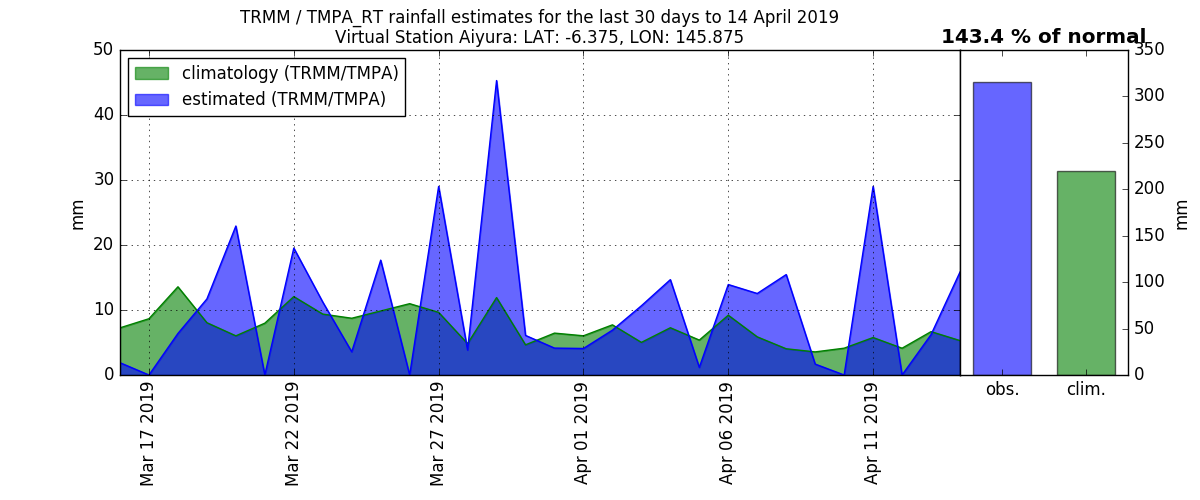 TRMM / TMPA_RT rainfall estimates for the last 30 days to 14 April 2019
Virtual Station Aiyura: LAT: -6.375, LON: 145.875
143.4 % of normal
climatology (TRMM/TMPA)
estimated (TRMM/TMPA)
50
40
30
20
10
0
mm
Mar 17 2019
Mar 22 2019
Mar 27 2019
Apr 01 2019
Apr 06 2019
Apr 11 2019
obs.
clim.
350
300
250
200
150
100
50
0
mm